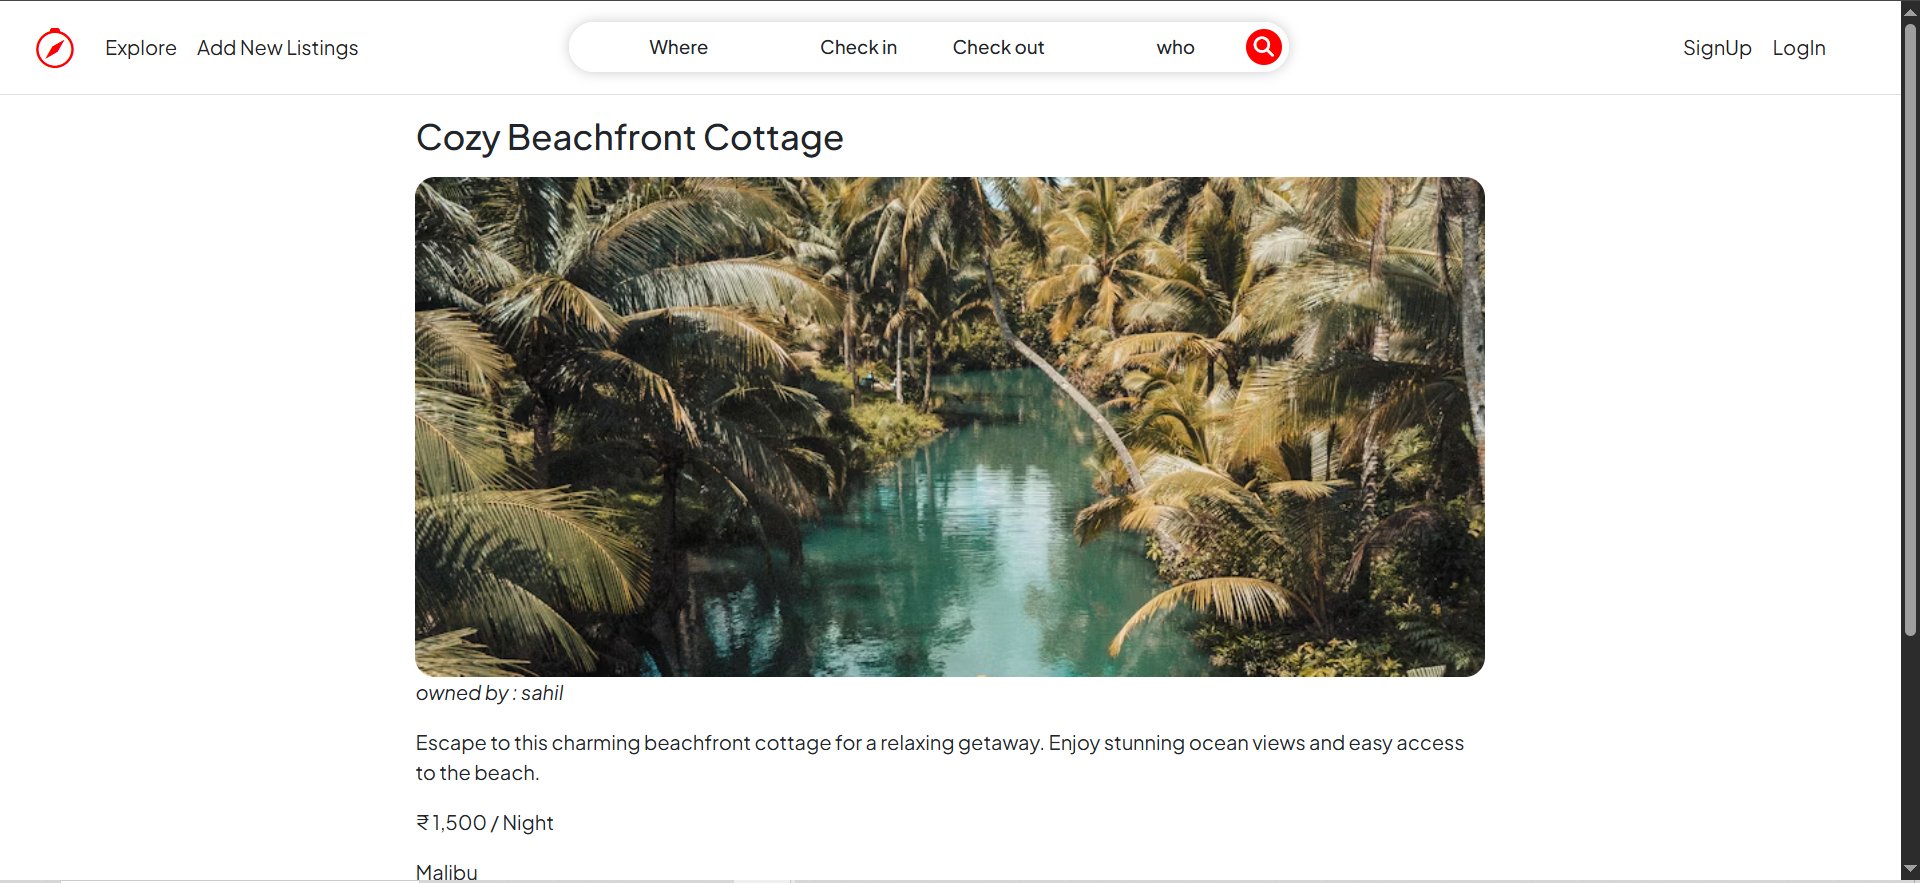 Explore Add New Listings Where Check in Check out who SignUp LogIn
Cozy Beachfront Cottage
owned by : sahil
Escape to this charming beachfront cottage for a relaxing getaway. Enjoy stunning ocean views and easy access
to the beach.
₹ 1,500 / Night
Malibu